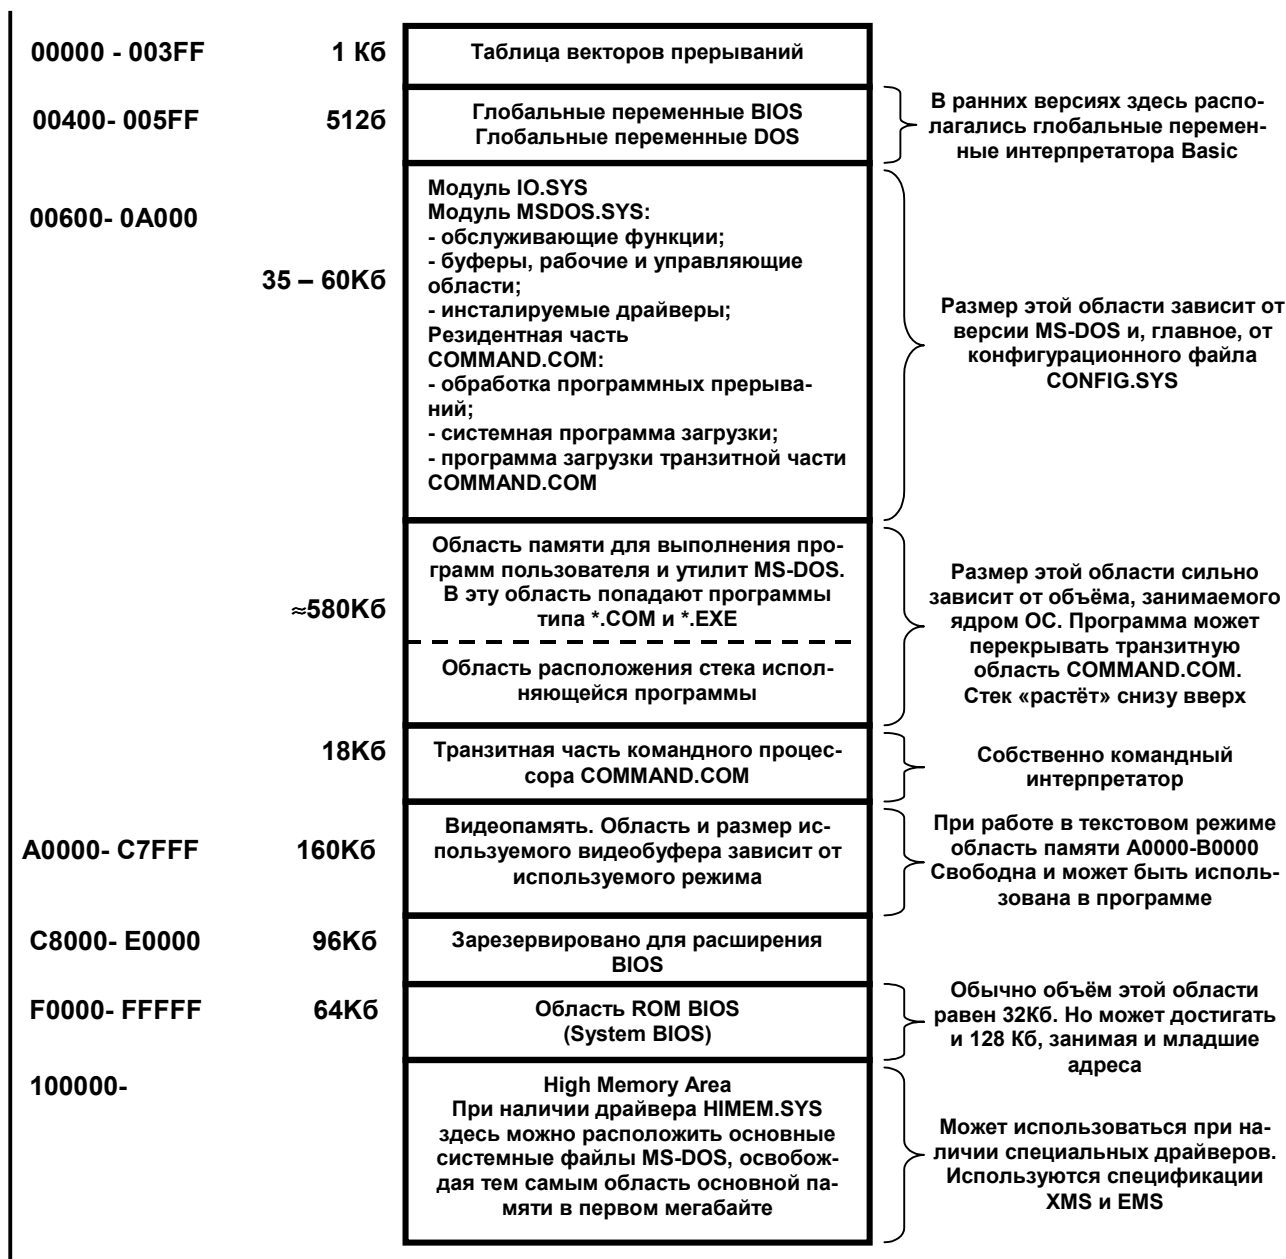 00000 - 003FF 1 Кб Таблица векторов прерываний
00400- 005FF 512б
Глобальные переменные BIOS
Глобальные переменные DOS
В ранних версиях здесь распо-
лагались глобальные перемен-
ные интерпретатора Basic
00600- 0A000
35 – 60Кб
Модуль IO.SYS
Модуль MSDOS.SYS:
- обслуживающие функции;
- буферы, рабочие и управляющие
области;
- инсталируемые драйверы;
Резидентная часть
COMMAND.COM:
- обработка программных прерыва-
ний;
- системная программа загрузки;
- программа загрузки транзитной части
COMMAND.COM
Размер этой области зависит от
версии MS-DOS и, главное, от
конфигурационного файла
CONFIG.SYS
≈580Кб
Область памяти для выполнения про-
грамм пользователя и утилит MS-DOS.
В эту область попадают программы
типа *.COM и *.EXE
Область расположения стека испол-
няющейся программы
Размер этой области сильно
зависит от объёма, занимаемого
ядром ОС. Программа может
перекрывать транзитную
область COMMAND.COM.
Стек «растёт» снизу вверх
18Кб
Транзитная часть командного процес-
сора COMMAND.COM
Собственно командный
интерпретатор
A0000- C7FFF 160Кб
Видеопамять. Область и размер ис-
пользуемого видеобуфера зависит от
используемого режима
При работе в текстовом режиме
область памяти A0000-B0000
Свободна и может быть исполь-
зована в программе
C8000- E0000 96Кб
Зарезервировано для расширения
BIOS
F0000- FFFFF 64Кб
Область ROM BIOS
(System BIOS)
Обычно объём этой области
равен 32Кб. Но может достигать
и 128 Кб, занимая и младшие
адреса
100000-
High Memory Area
При наличии драйвера HIMEM.SYS
здесь можно расположить основные
системные файлы MS-DOS, освобож-
дая тем самым область основной па-
мяти в первом мегабайте
Может использоваться при на-
личии специальных драйверов.
Используются спецификации
XMS и EMS